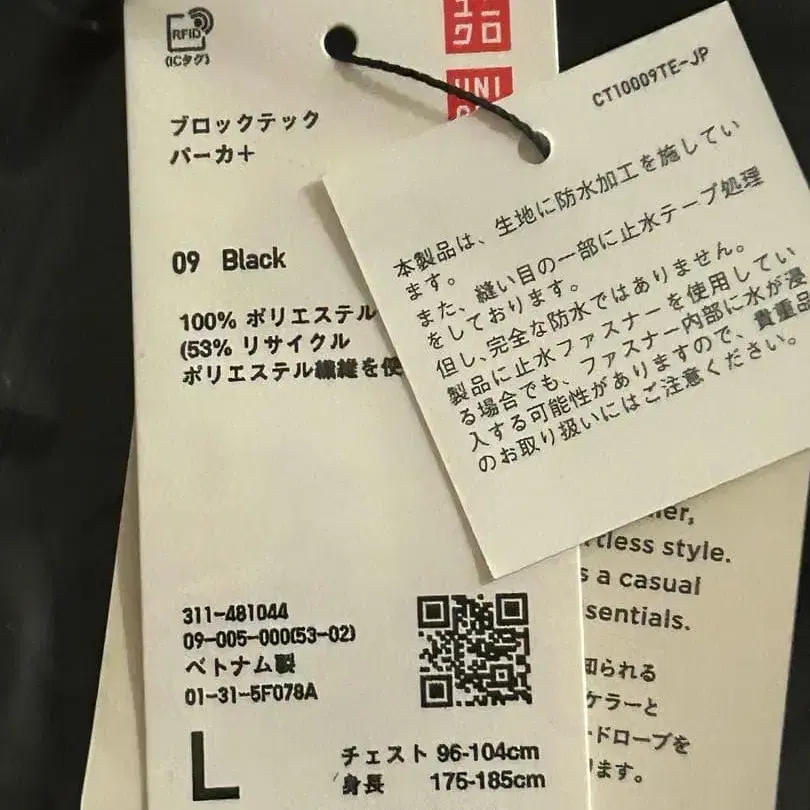 RFID
(ICタグ)
ユニ
クロ
UNI
ブロックテック
パーカ+
09 Black
100% ポリエステル
(53% リサイクル
ポリエステル繊維を使
CT10009TE-JP
本製品は、生地に防水加工を施してい
ます。
また、縫い目の一部に止水テープ処理
をしております。
但し、完全な防水ではありません。
製品に止水ファスナーを使用してい
る場合でも、ファスナー内部に水が浸
入する可能性がありますので、貴重品
のお取り扱いにはご注意ください。
tless style.
s a casual
sentials.
知られる
ケラーと
ドローブを
ます。
311-481044
09-005-000(53-02)
ベトナム製
01-31-5F078A
L
チェスト 96-104cm
身長 175-185cm